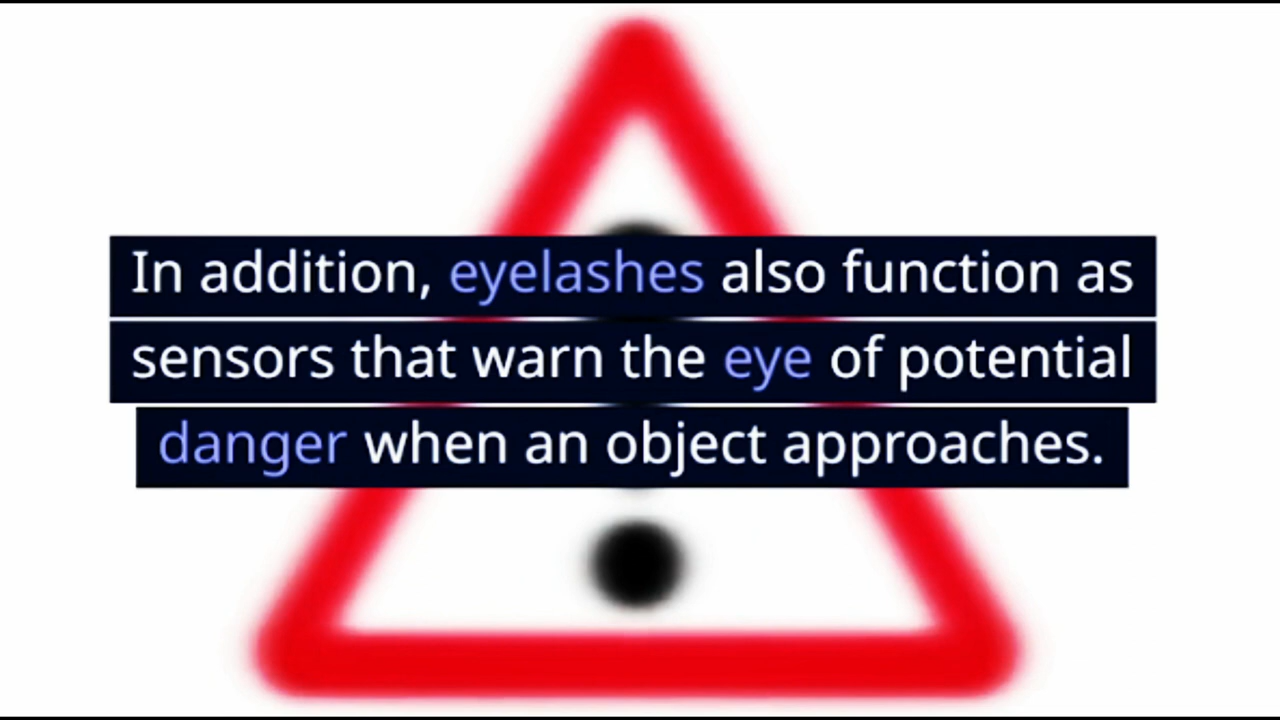 In addition, eyelashes also function as
sensors that warn the eye of potential
danger when an object approaches.